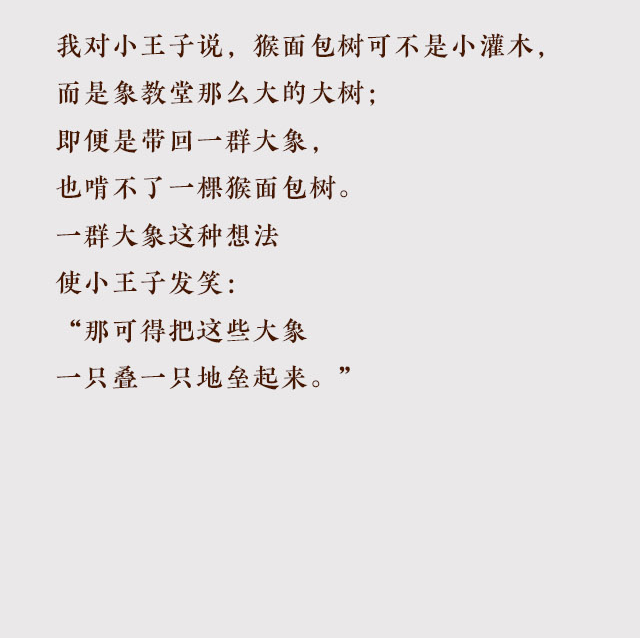 我对小王子说，猴面包树可不是小灌木，
而是象教堂那么大的大树；
即便是带回一群大象，
也啃不了一棵猴面包树。
一群大象这种想法
使小王子发笑：
“那可得把这些大象
一只叠一只地垒起来。”